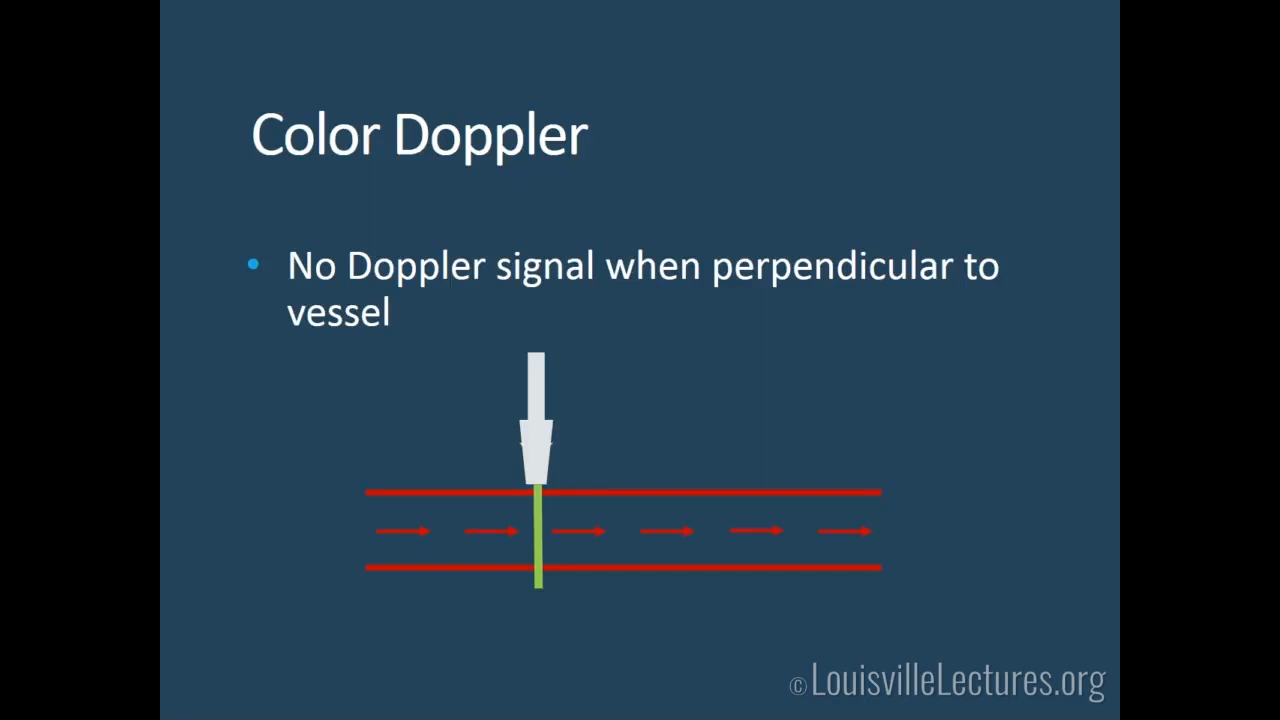 Color Doppler
• No Doppler signal when perpendicular to
vessel
© LouisvilleLectures.org